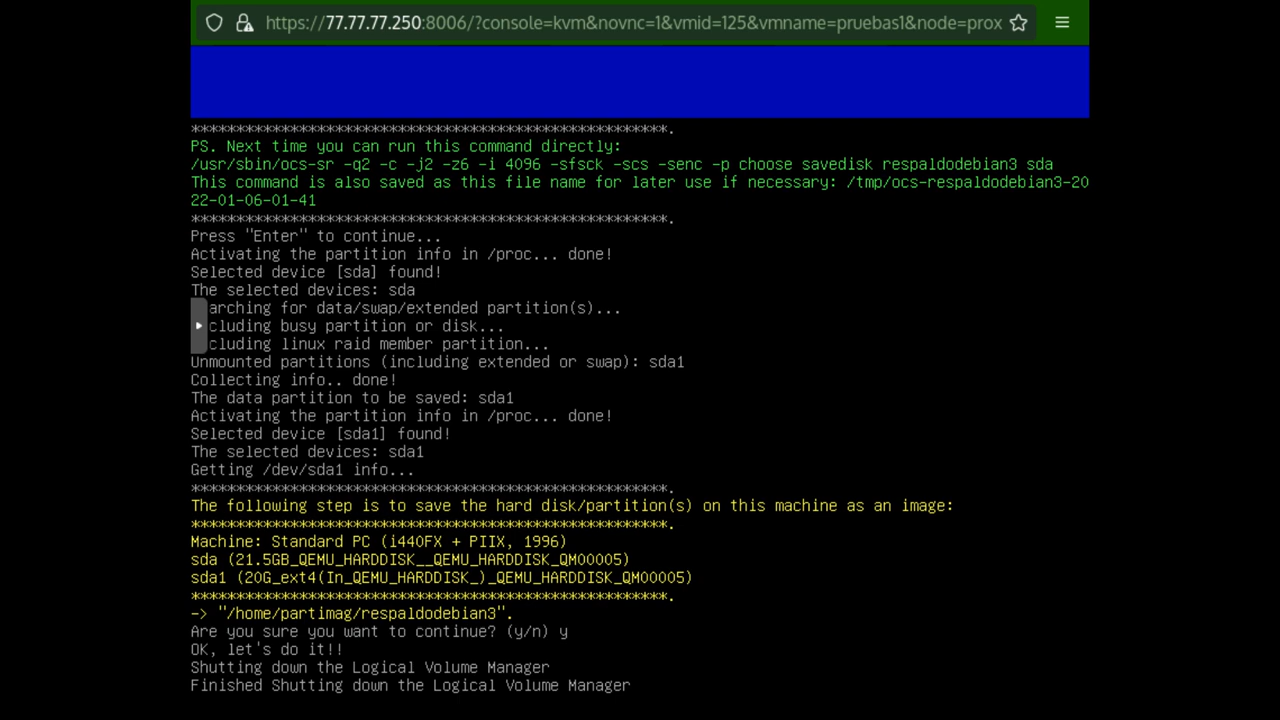 https://77.77.77.250:8006/?console=kvm&novnc=1&vmid=125&vmname=pruebas1&node=prox
*****************************************************.
PS. Next time you can run this command directly:
/usr/sbin/ocs-sr -q2 -c -j2 -z6 -i 4096 -sfsck -scs -senc -p choose savedisk respaldodebian3 sda
This command is also saved as this file name for later use if necessary: /tmp/ocs-respaldodebian3-20
22-01-06-01-41
*****************************************************.
Press "Enter" to continue...
Activating the partition info in /proc... done!
Selected device [sda] found!
The selected devices: sda
arching for data/swap/extended partition(s)...
cluding busy partition or disk...
cluding linux raid member partition...
Unmounted partitions (including extended or swap): sda1
Collecting info.. done!
The data partition to be saved: sda1
Activating the partition info in /proc... done!
Selected device [sda1] found!
The selected devices: sda1
Getting /dev/sda1 info...
*****************************************************.
The following step is to save the hard disk/partition(s) on this machine as an image:
*****************************************************.
Machine: Standard PC (i440FX + PIIX, 1996)
sda (21.5GB_QEMU_HARDDISK__QEMU_HARDDISK_QM00005)
sda1 (20G_ext4(In_QEMU_HARDDISK_)_QEMU_HARDDISK_QM00005)
*****************************************************.
-> "/home/partimag/respaldodebian3".
Are you sure you want to continue? (y/n) y
OK, let's do it!!
Shutting down the Logical Volume Manager
Finished Shutting down the Logical Volume Manager